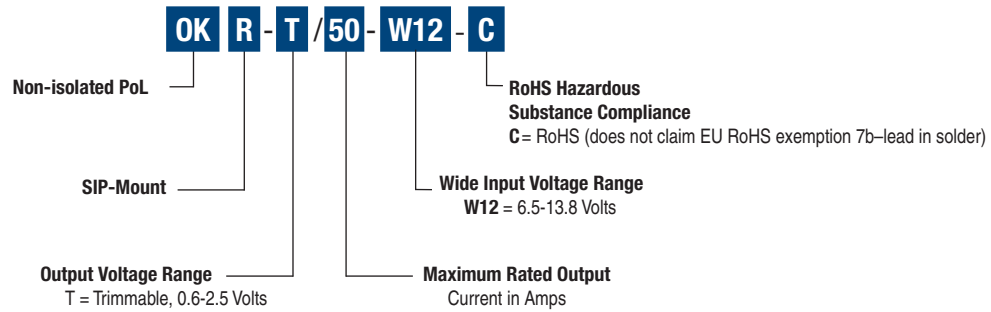 OK R - T / 50 - W12 - C
Non-isolated PoL
RoHS Hazardous
Substance Compliance
C = RoHS (does not claim EU RoHS exemption 7b–lead in solder)
SIP-Mount
Wide Input Voltage Range
W12 = 6.5-13.8 Volts
Output Voltage Range
T = Trimmable, 0.6-2.5 Volts
Maximum Rated Output
Current in Amps